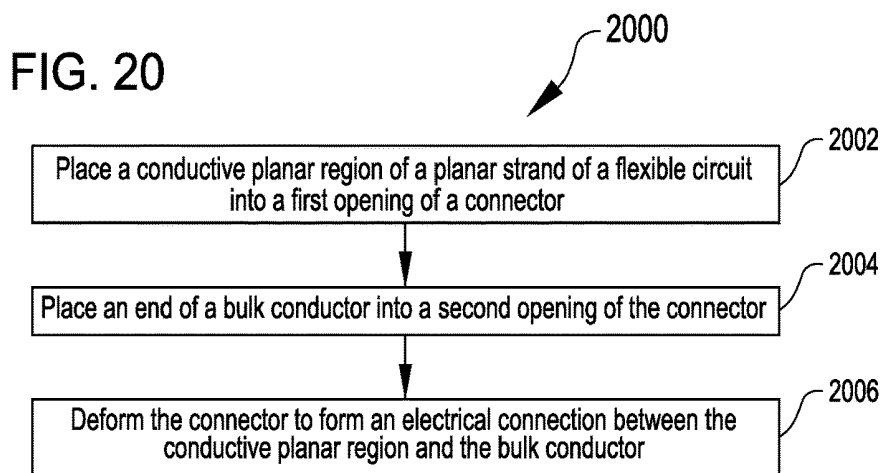 2000
FIG. 20
2002
Place a conductive planar region of a planar strand of a flexible circuit
into a first opening of a connector
2004
Place an end of a bulk conductor into a second opening of the connector
2006
Deform the connector to form an electrical connection between the
conductive planar region and the bulk conductor